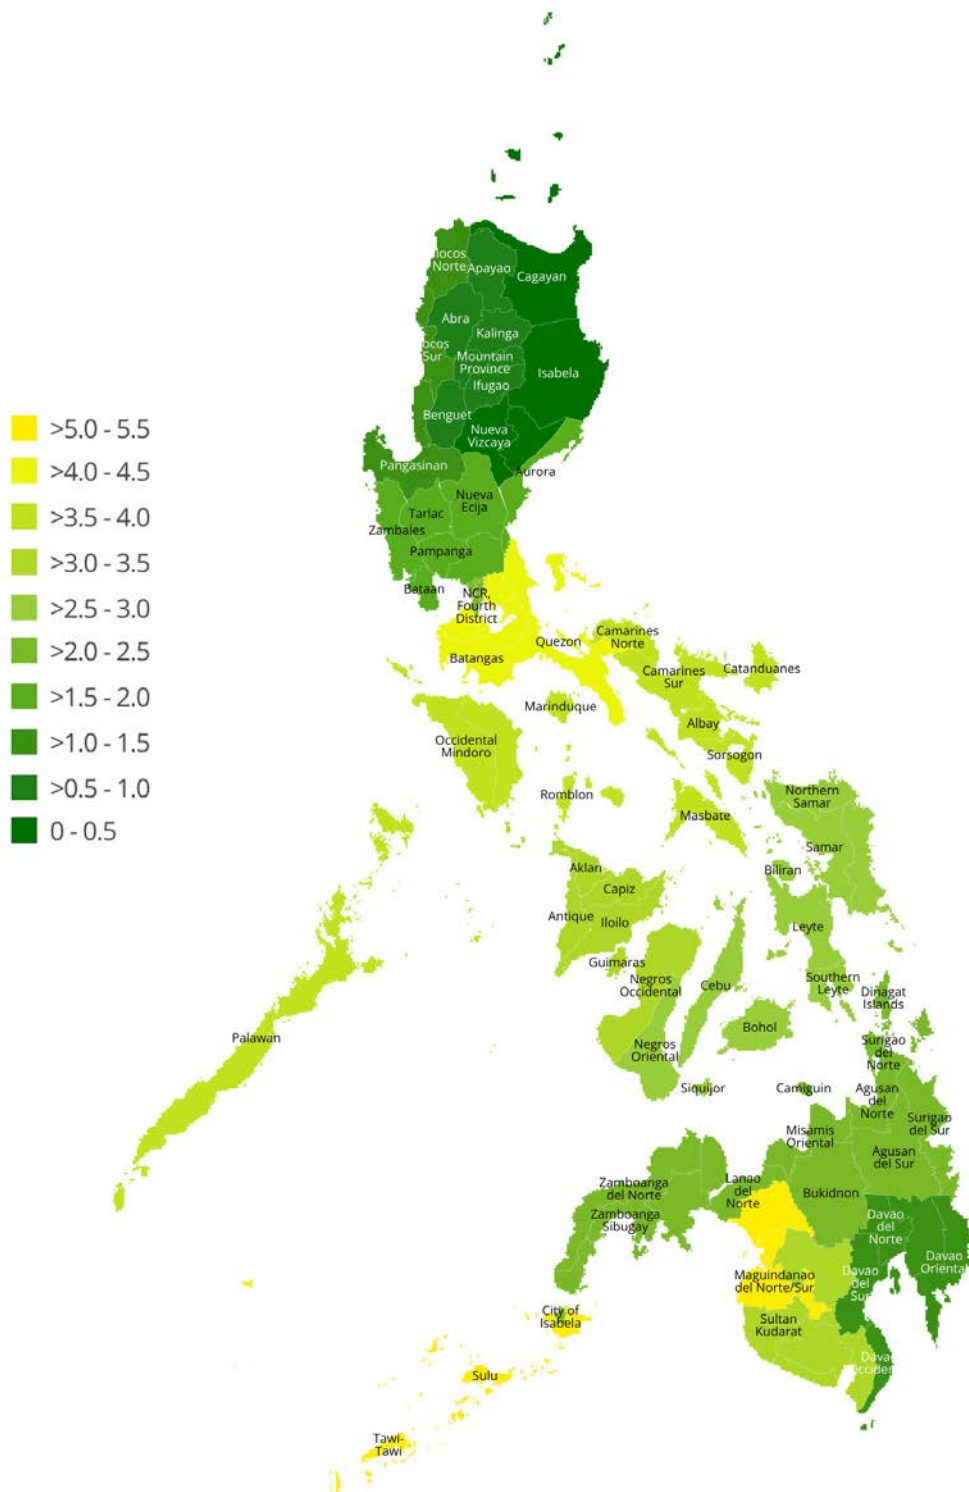 Ilocos
Norte
Apayao
Cagayan
Abra
Kalinga
ocos
Sur
Mountain
Province
Isabela
Ifugao
Benguet
Nueva
Vizcaya
>5.0 - 5.5
>4.0 - 4.5
>3.5 - 4.0
>3.0 - 3.5
>2.5 - 3.0
>2.0 - 2.5
>1.5 - 2.0
>1.0 - 1.5
>0.5 - 1.0
0 - 0.5
Pangasinan
Aurora
Nueva
Ecija
Tarlac
Zambales
Pampanga
Bataan
NCR,
Fourth
District
Batangas
Quezon
Camarines
Norte
Camarines
Sur
Catanduanes
Marinduque
Albay
Sorsogon
Occidental
Mindoro
Romblon
Masbate
Northern
Samar
Samar
Biliran
Aklan
Capiz
Antique
Iloilo
Leyte
Guimaras
Negros
Occidental
Cebu
Southern
Leyte
Dinagat
Islands
Palawan
Bohol
Negros
Oriental
Surigao
del
Norte
Siquijor
Camiguin
Agusan
del
Norte
Surigao
del Sur
Misamis
Oriental
Agusan
del Sur
Zamboanga
del Norte
Lanao
del
Norte
Bukidnon
Zamboanga
Sibugay
Davao
del
Norte
Davao
Oriental
Maguindanao
del Norte/Sur
Davao
del
Sur
City of
Isabela
Sultan
Kudarat
Davao
Occiden
Sulu
Tawi-
Tawi